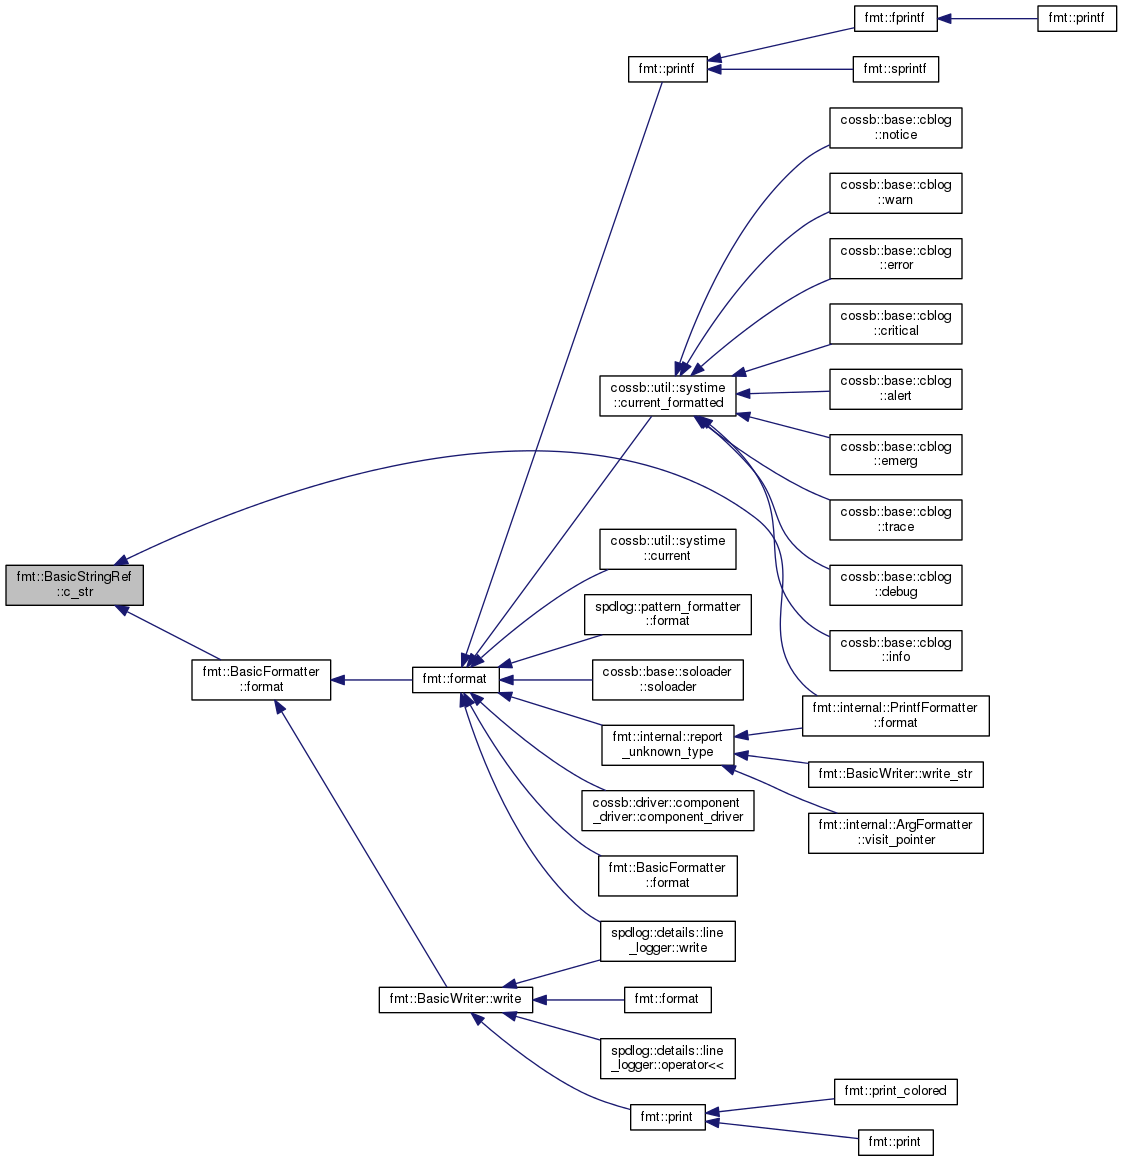 fmt::fprintf
fmt::printf
fmt::printf
fmt::sprintf
cossb::base::cblog
::notice
cossb::base::cblog
::warn
cossb::base::cblog
::error
cossb::base::cblog
::critical
cossb::util::systime
::current_formatted
cossb::base::cblog
::alert
cossb::base::cblog
::emerg
cossb::base::cblog
::trace
cossb::util::systime
::current
fmt::BasicStringRef
::c_str
cossb::base::cblog
::debug
spdlog::pattern_formatter
::format
cossb::base::cblog
::info
fmt::BasicFormatter
::format
fmt::format
cossb::base::soloader
::soloader
fmt::internal::PrintfFormatter
::format
fmt::internal::report
_unknown_type
fmt::BasicWriter::write_str
cossb::driver::component
_driver::component_driver
fmt::internal::ArgFormatter
::visit_pointer
fmt::BasicFormatter
::format
spdlog::details::line
_logger::write
fmt::BasicWriter::write
fmt::format
spdlog::details::line
_logger::operator<<
fmt::print_colored
fmt::print
fmt::print